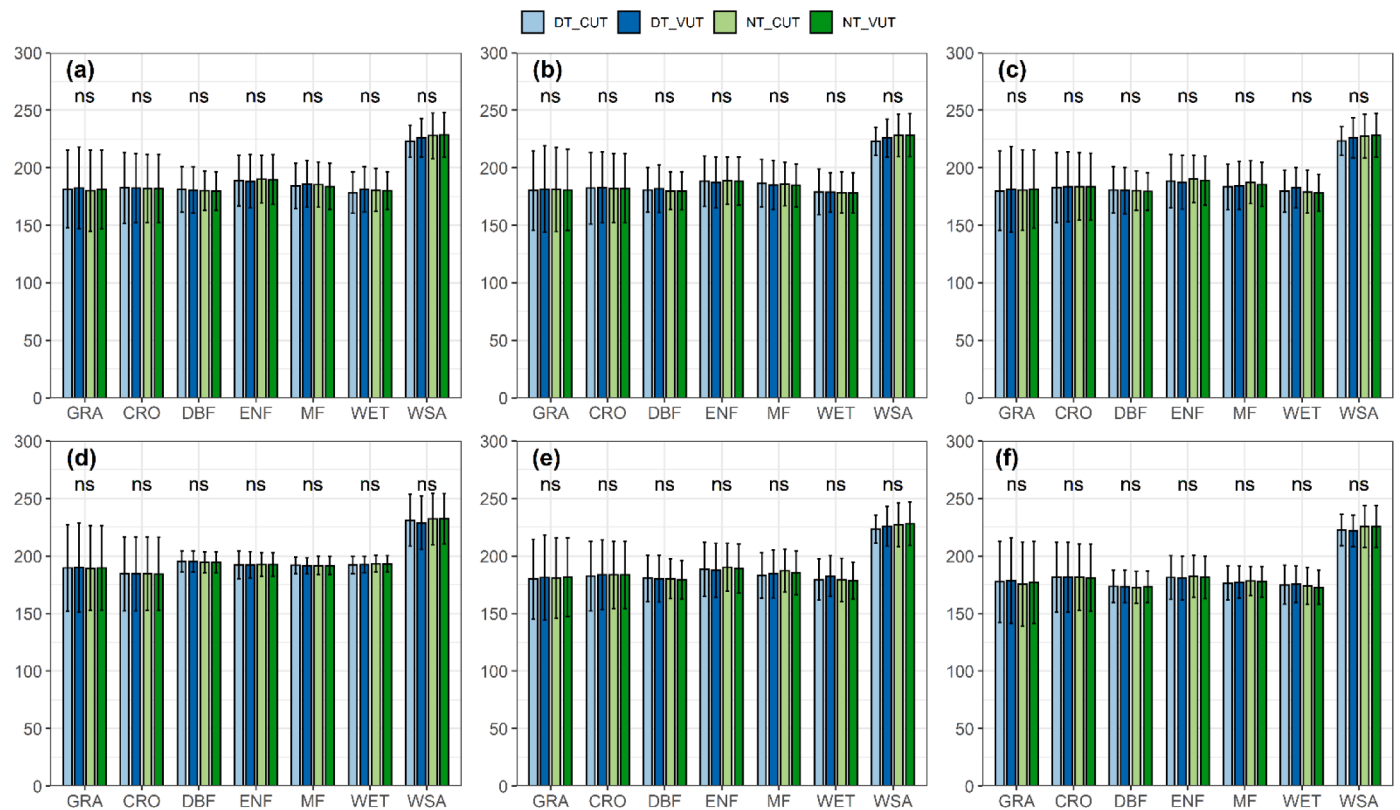 DT_CUT DT_VUT NT_CUT NT_VUT
300 300 300
(a) (b) (c)
ns ns ns ns ns ns ns ns ns ns ns ns ns ns ns ns ns ns ns ns ns
250 250 250
200 200 200
150 150 150
100 100 100
50 50 50
0 0 0
GRA CRO DBF ENF MF WET WSA GRA CRO DBF ENF MF WET WSA GRA CRO DBF ENF MF WET WSA
300 300 300
(d) (e) (f)
ns ns ns ns ns ns ns ns ns ns ns ns ns ns ns ns ns ns ns ns ns
250 250 250
200 200 200
150 150 150
100 100 100
50 50 50
0 0 0
GRA CRO DBF ENF MF WET WSA GRA CRO DBF ENF MF WET WSA GRA CRO DBF ENF MF WET WSA